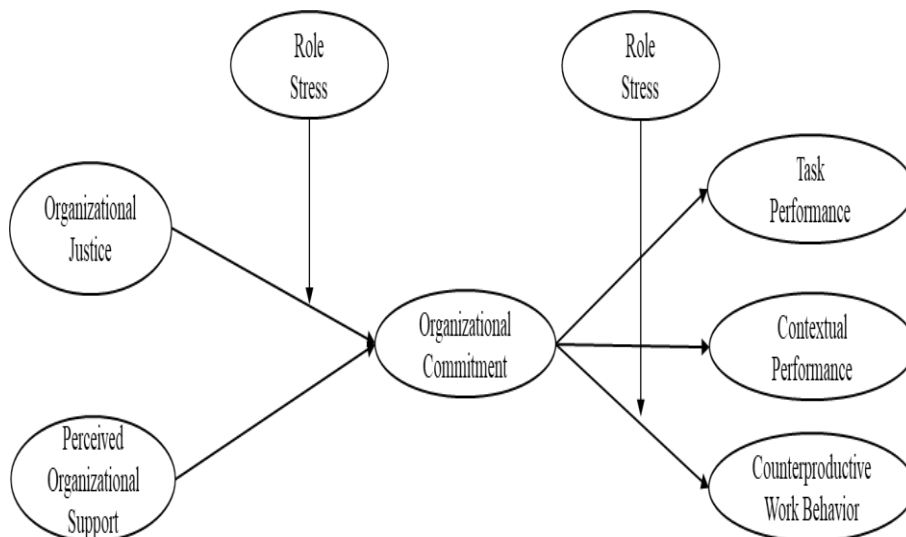 Role
Stress
Role
Stress
Organizational
Justice
Task
Performance
Organizational
Commitment
Contextual
Performance
Perceived
Organizational
Support
Counterproductive
Work Behavior